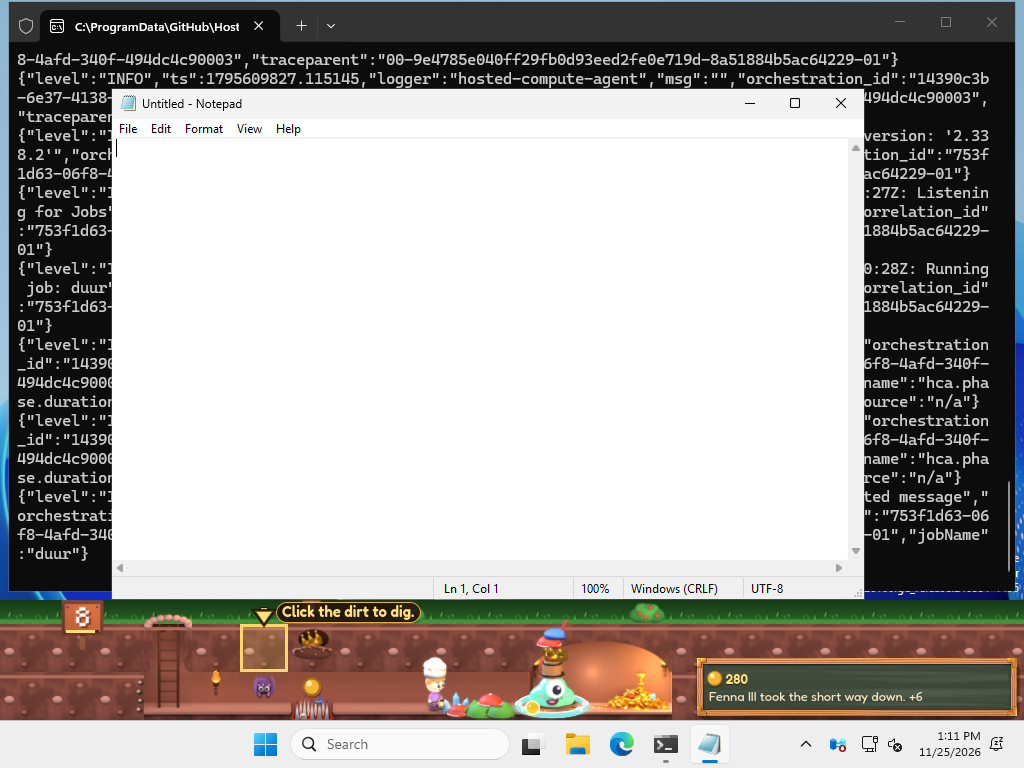 C:\ProgramData\GitHub\Host
8-4afd-340f-494dc4c90003","traceparent":"00-9e4785e040ff29fb0d93eed2fe0e719d-8a51884b5ac64229-01"}
{"level":"INFO","ts":1795609827.115145,"logger":"hosted-compute-agent","msg":"","orchestration_id":"14390c3b
-6e37-4138-
494dc4c90003",
"traceparen
Untitled - Notepad
File Edit Format View Help
{"level":"I
version: '2.33
8.2'","orch
tion_id":"753f
1d63-06f8-4
ac64229-01"}
{"level":"I
:27Z: Listenin
g for Jobs"
orrelation_id"
:"753f1d63-
1884b5ac64229-
01"}
{"level":"I
0:28Z: Running
job: duur"
orrelation_id"
:"753f1d63-
1884b5ac64229-
01"}
{"level":"I
"orchestration
_id":"14390
6f8-4afd-340f-
494dc4c9000
name":"hca.pha
se.duration
ource":"n/a"}
{"level":"I
"orchestration
_id":"14390
6f8-4afd-340f-
494dc4c9000
name":"hca.pha
se.duration
rce":"n/a"}
{"level":"I
ted message","
orchestrati
":"753f1d63-06
f8-4afd-340
-01","jobName"
:"duur"}
Ln 1, Col 1 100% Windows (CRLF) UTF-8
8
Click the dirt to dig.
280
Fenna III took the short way down. +6
Search
1:11 PM
11/25/2026